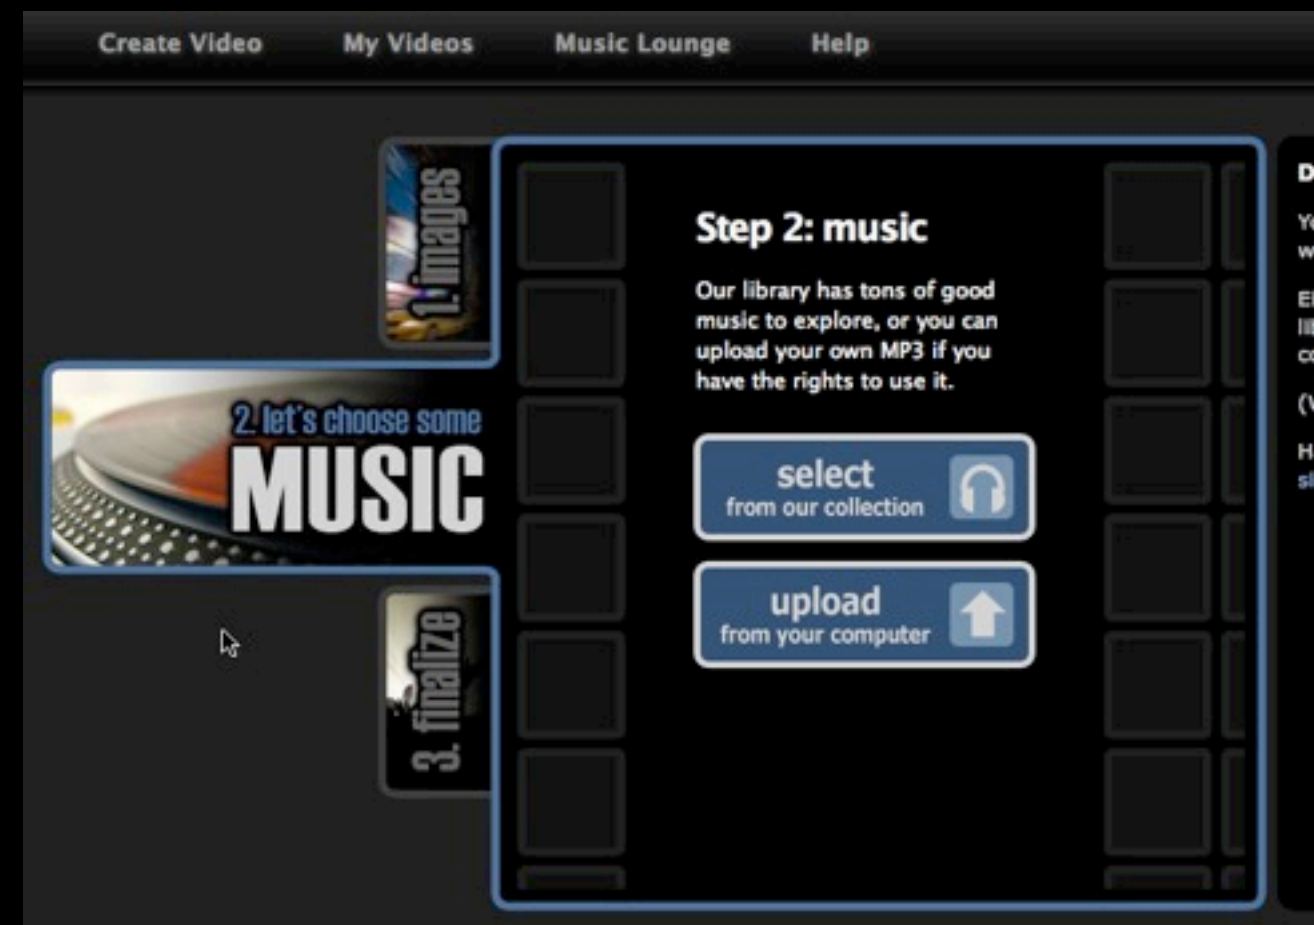 Create Video My Videos Music Lounge Help
1. images
2. let's choose some
MUSIC
3. finalize
Step 2: music
Our library has tons of good
music to explore, or you can
upload your own MP3 if you
have the rights to use it.
select
from our collection
upload
from your computer